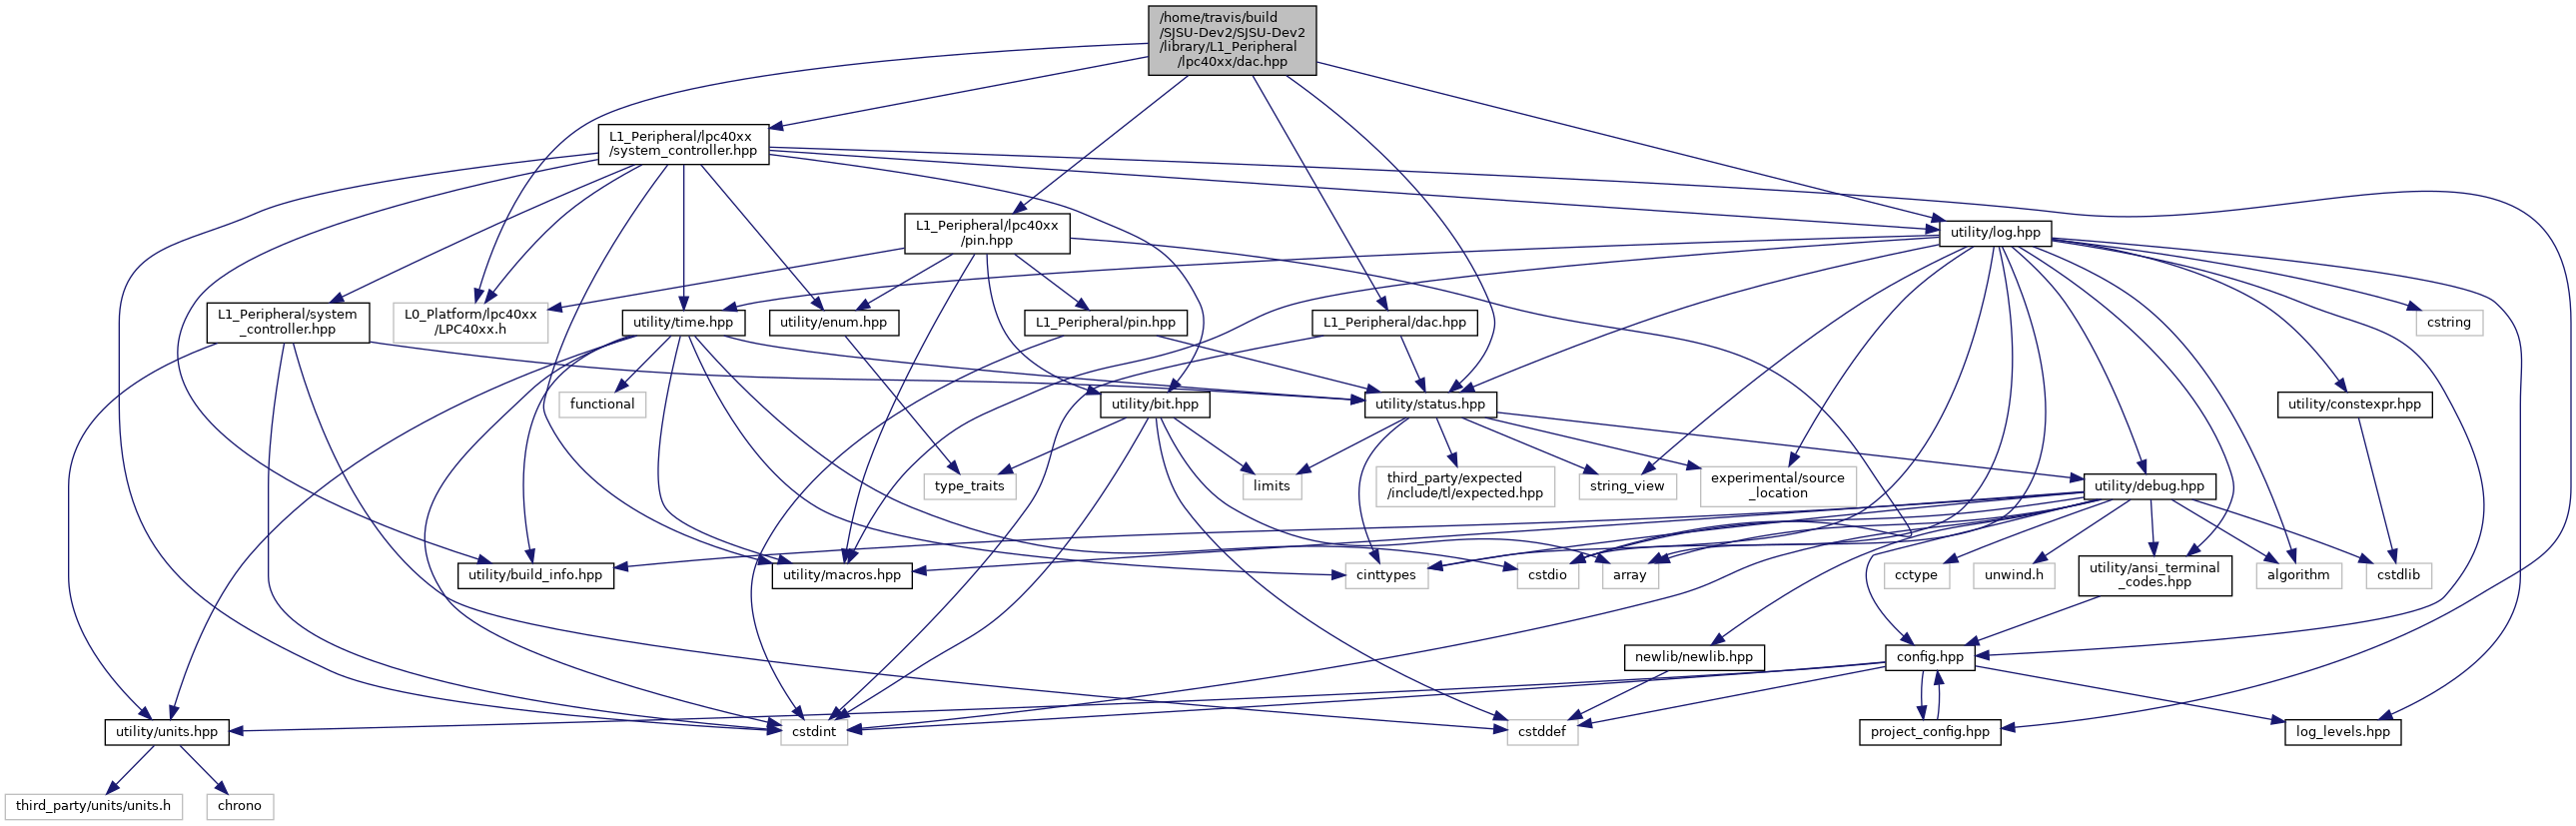 /home/travis/build
/SJSU-Dev2/SJSU-Dev2
/library/L1_Peripheral
/lpc40xx/dac.hpp
L1_Peripheral/lpc40xx
/system_controller.hpp
L1_Peripheral/lpc40xx
/pin.hpp
utility/log.hpp
L1_Peripheral/system
_controller.hpp
L0_Platform/lpc40xx
/LPC40xx.h
utility/time.hpp
utility/enum.hpp
L1_Peripheral/pin.hpp
L1_Peripheral/dac.hpp
cstring
functional
utility/bit.hpp
utility/status.hpp
utility/constexpr.hpp
type_traits
limits
third_party/expected
/include/tl/expected.hpp
string_view
experimental/source
_location
utility/debug.hpp
utility/build_info.hpp
utility/macros.hpp
cinttypes
cstdio
array
cctype
unwind.h
utility/ansi_terminal
_codes.hpp
algorithm
cstdlib
newlib/newlib.hpp
config.hpp
utility/units.hpp
cstdint
cstddef
project_config.hpp
log_levels.hpp
third_party/units/units.h
chrono